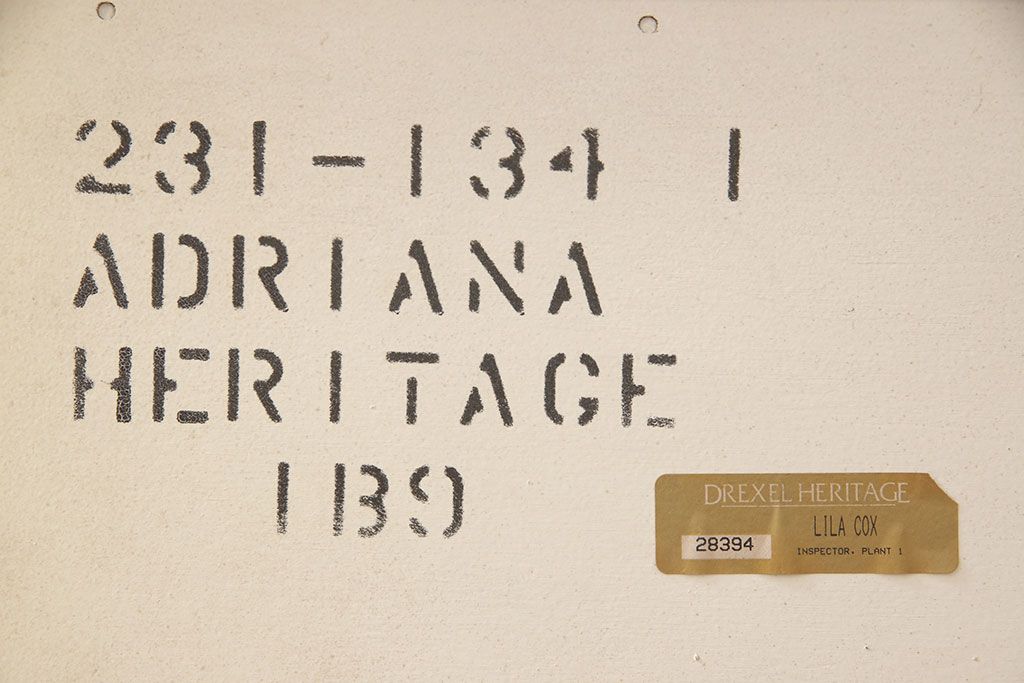 231-134 1
ADRIANA
HERITAGE
1B9
DREXEL HERITAGE
LILA COX
28394
INSPECTOR. PLANT 1